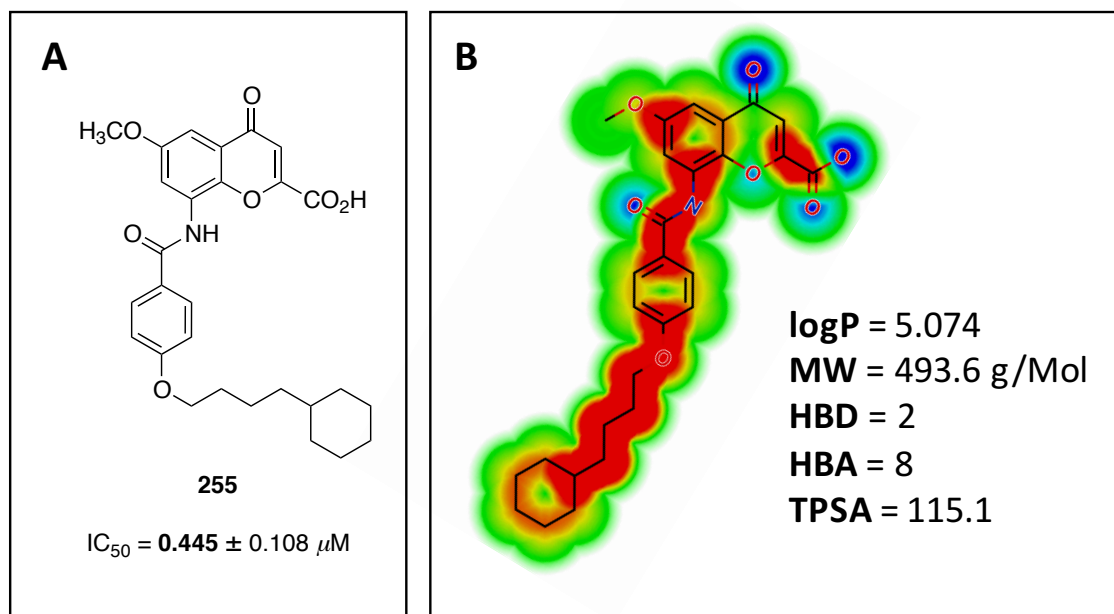 A
O
H₃CO
O
CO₂H
O
NH
O
255
IC₅₀ = 0.445 ± 0.108 μM
B
O
O
O
O
O
O
N
O
logP = 5.074
MW = 493.6 g/Mol
HBD = 2
HBA = 8
TPSA = 115.1